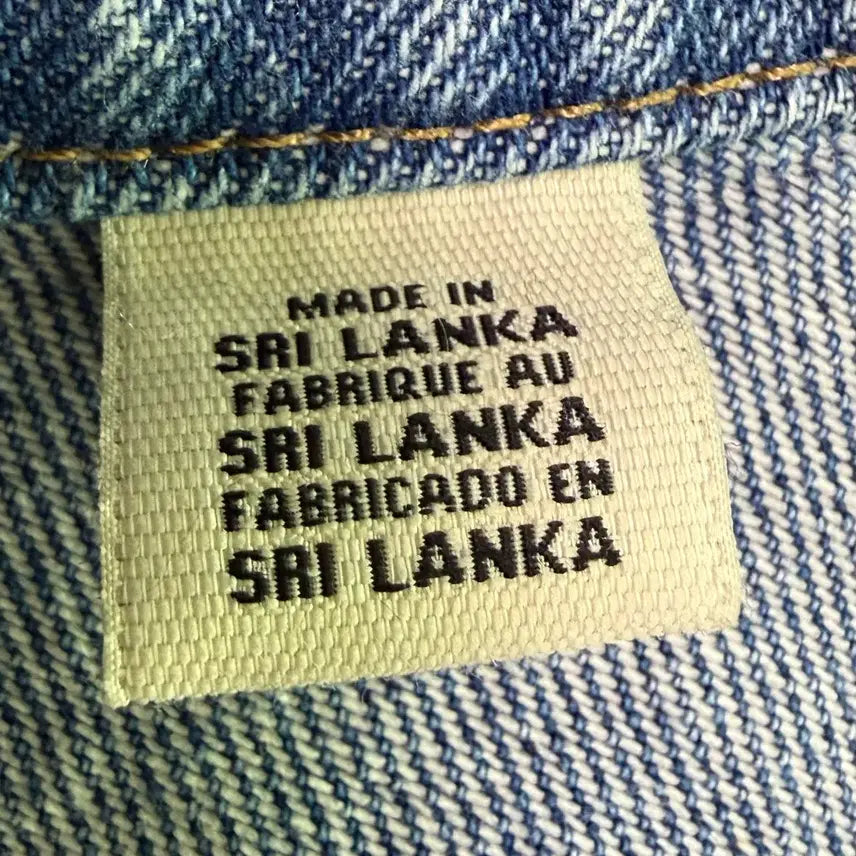 MADE IN
SRI LANKA
FABRIQUE AU
SRI LANKA
FABRICADO EN
SRI LANKA